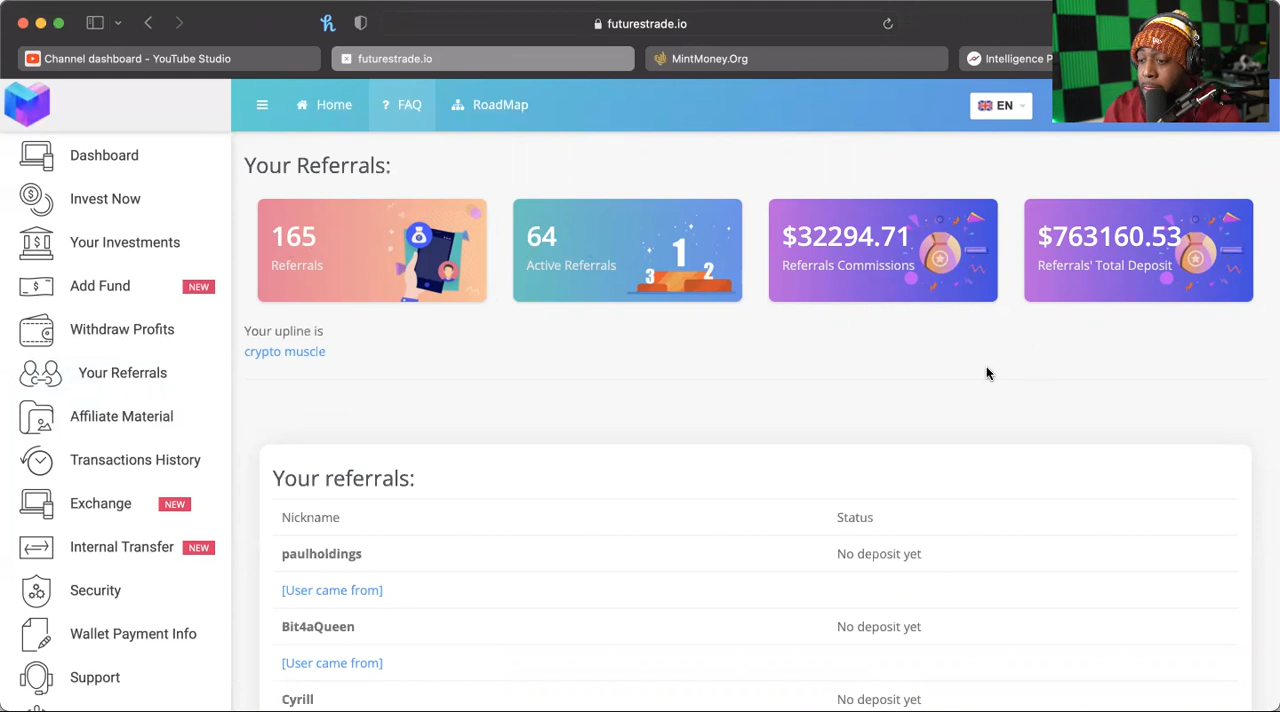 futurestrade.io
Channel dashboard - YouTube Studio
futurestrade.io
MintMoney.Org
Intelligence P
Home
? FAQ
RoadMap
EN
Dashboard
Invest Now
Your Investments
Add Fund NEW
Withdraw Profits
Your Referrals
Affiliate Material
Transactions History
Exchange NEW
Internal Transfer NEW
Security
Wallet Payment Info
Support
Your Referrals:
165
Referrals
64
Active Referrals
1
2
3
$32294.71
Referrals Commissions
$763160.53
Referrals' Total Deposit
Your upline is
crypto muscle
Your referrals:
Nickname Status
paulholdings No deposit yet
[User came from]
Bit4aQueen No deposit yet
[User came from]
Cyrill No deposit yet